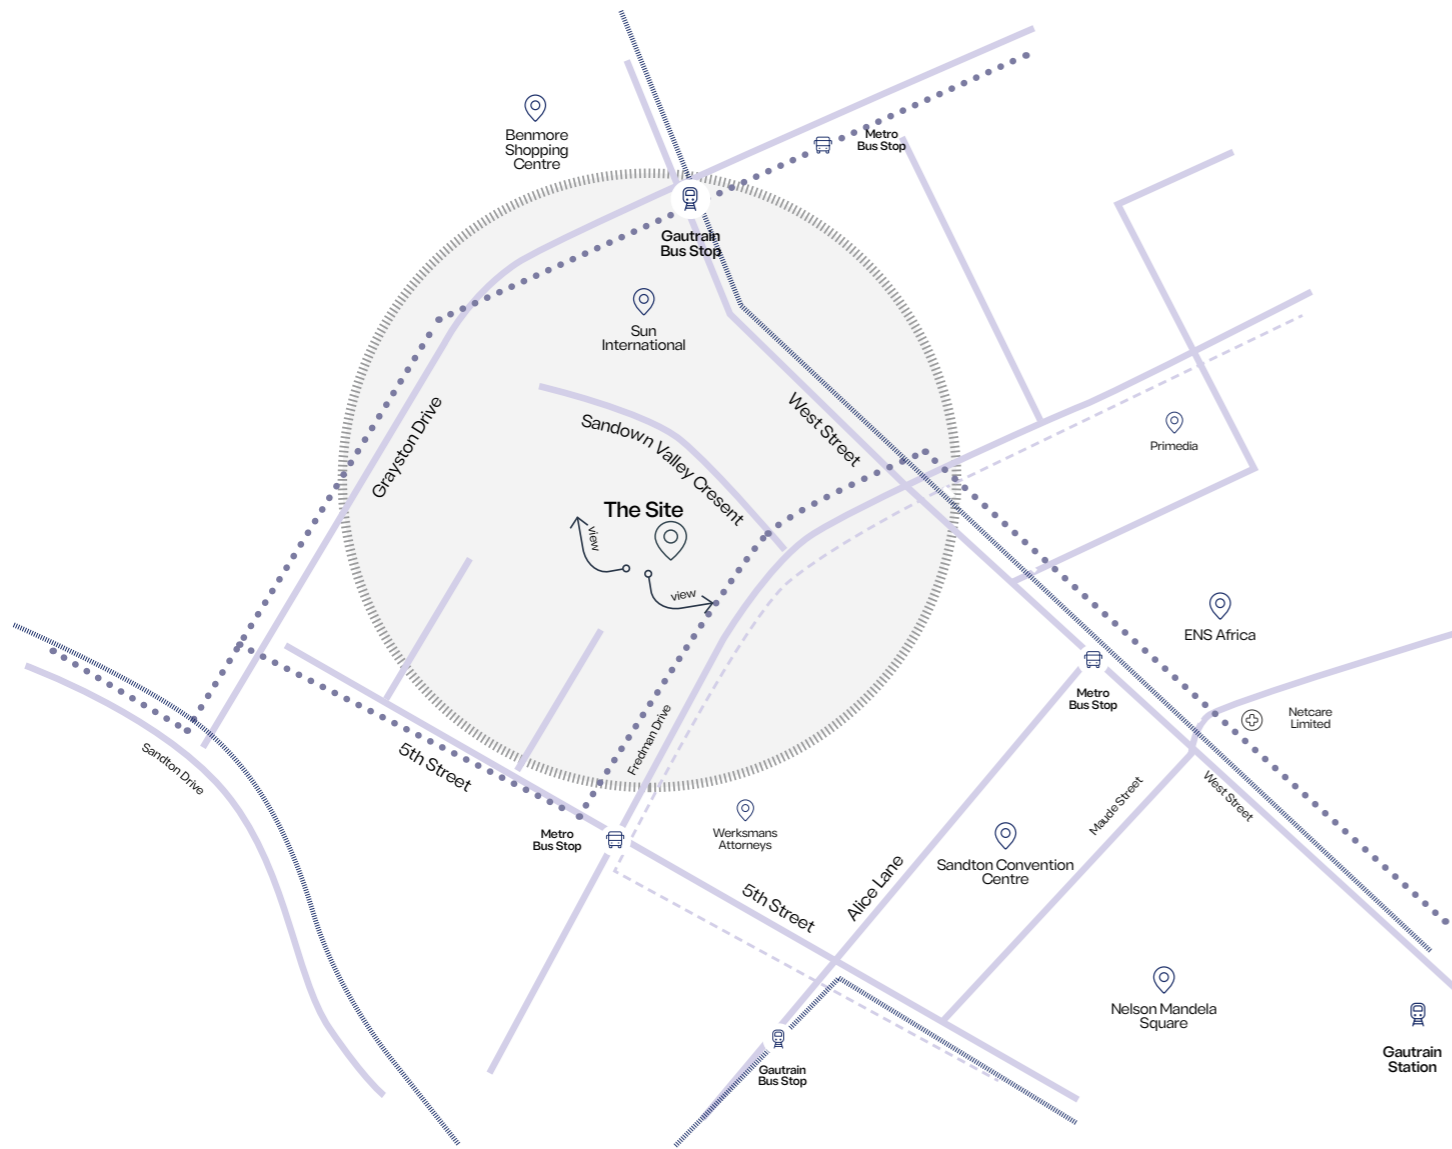 Benmore
Shopping
Centre
Metro
Bus Stop
Gautrain
Bus Stop
Sun
International
Grayston Drive
Sandown Valley Cresent
West Street
Primedia
The Site
view
view
ENS Africa
Metro
Bus Stop
Netcare
Limited
Sandton Drive
5th Street
Fredman Drive
Metro
Bus Stop
Werksmans
Attorneys
Maude Street
West Street
Sandton Convention
Centre
Alice Lane
5th Street
Nelson Mandela
Square
Gautrain
Station
Gautrain
Bus Stop